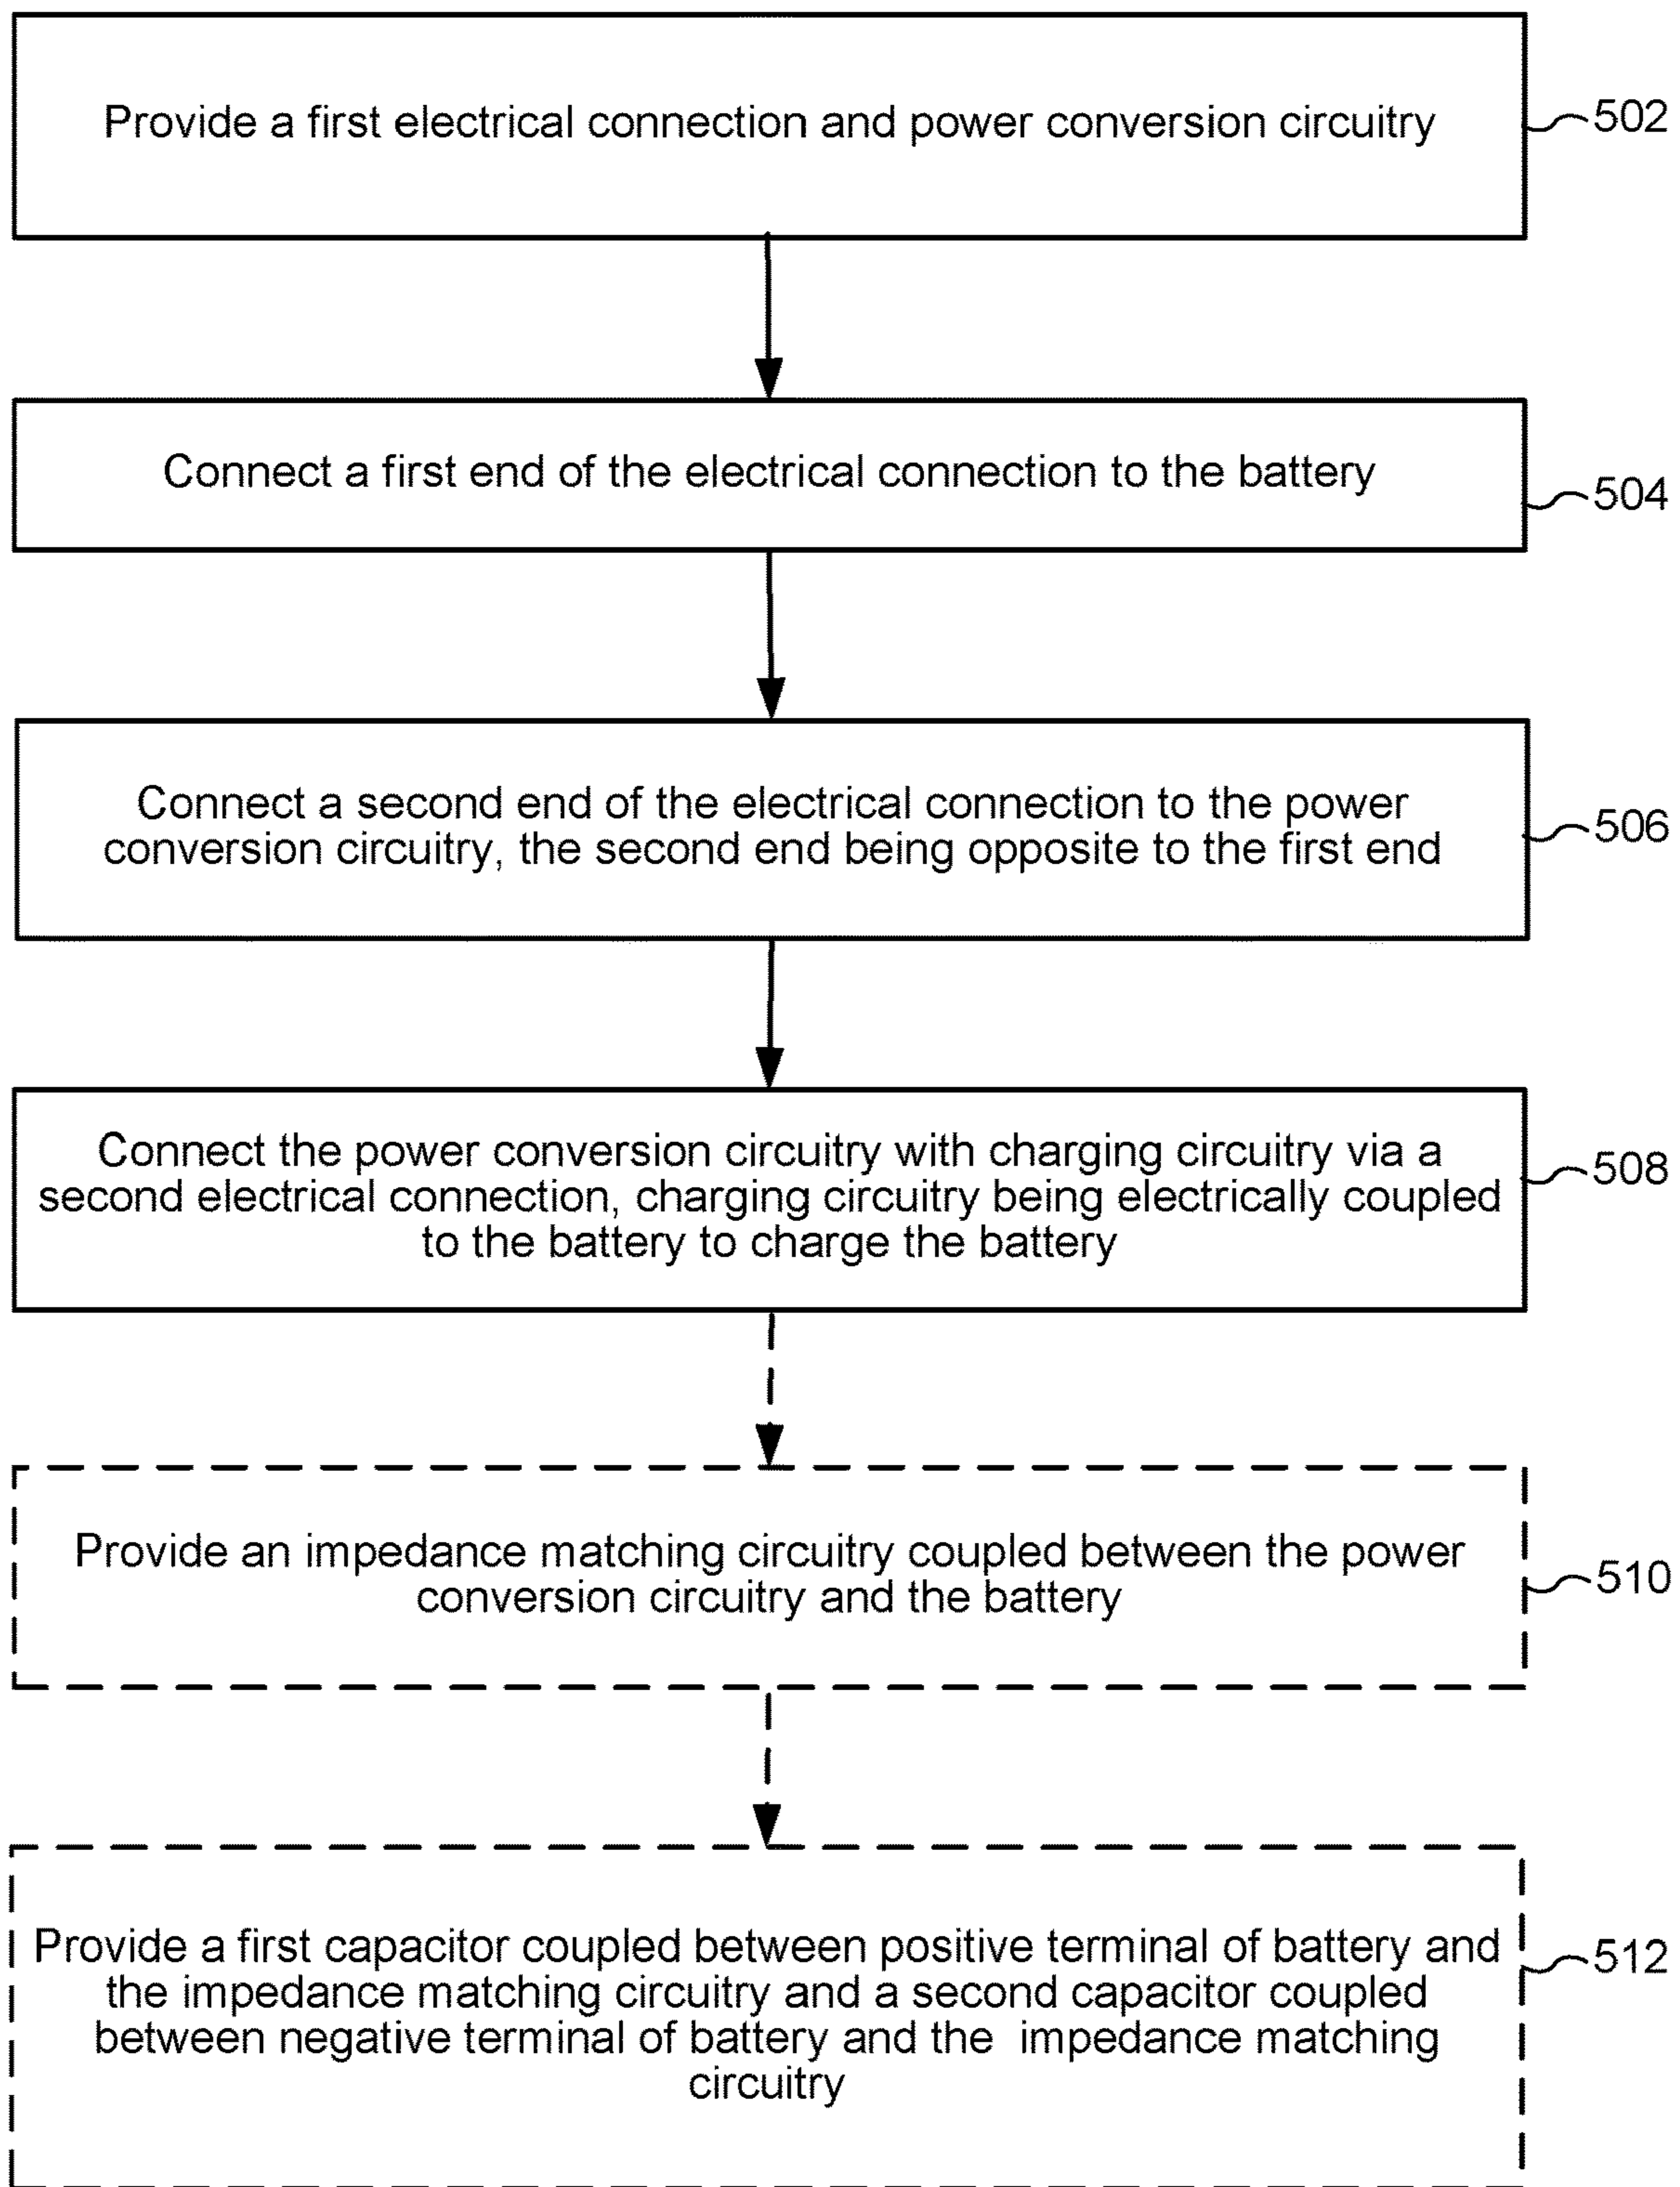 Provide a first electrical connection and power conversion circuitry
502
Connect a first end of the electrical connection to the battery
504
Connect a second end of the electrical connection to the power
conversion circuitry, the second end being opposite to the first end
506
Connect the power conversion circuitry with charging circuitry via a
second electrical connection, charging circuitry being electrically coupled
to the battery to charge the battery
508
Provide an impedance matching circuitry coupled between the power
conversion circuitry and the battery
510
Provide a first capacitor coupled between positive terminal of battery and
the impedance matching circuitry and a second capacitor coupled
between negative terminal of battery and the  impedance matching
circuitry
512